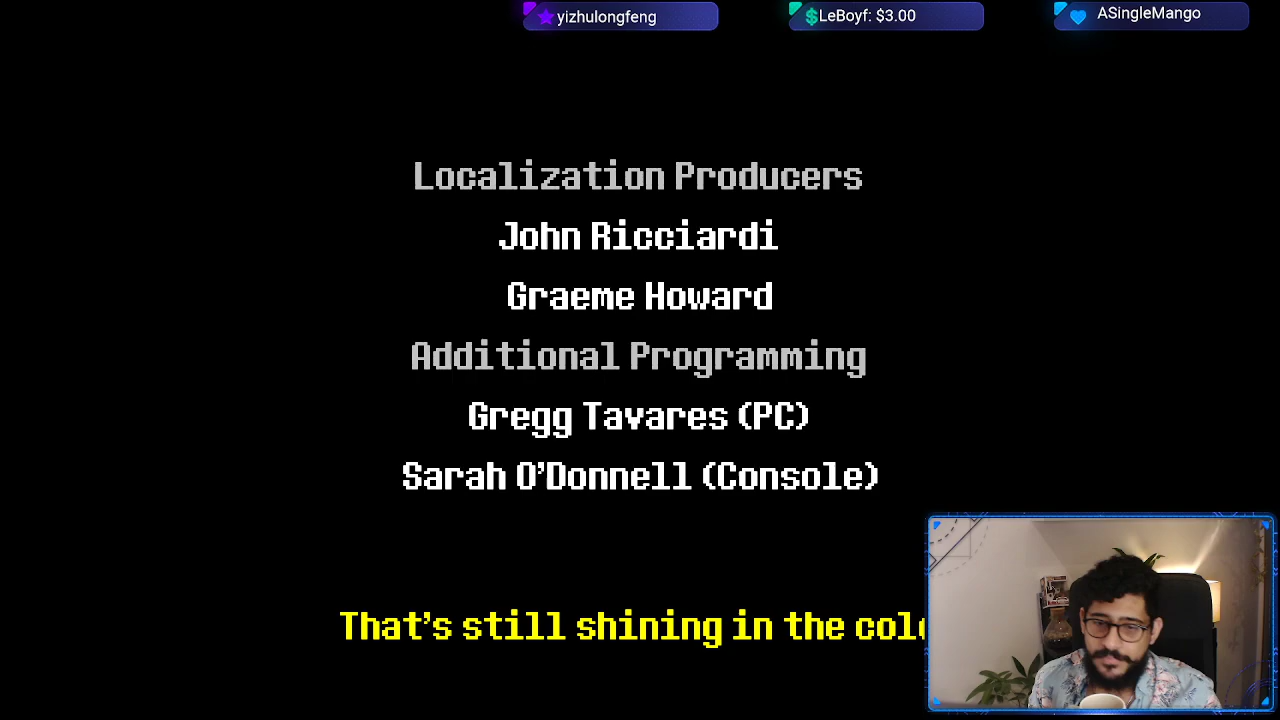 yizhulongfeng
$LeBoyf: $3.00
ASingleMango
Localization Producers
John Ricciardi
Graeme Howard
Additional Programming
Gregg Tavares (PC)
Sarah O'Donnell (Console)
That's still shining in the col